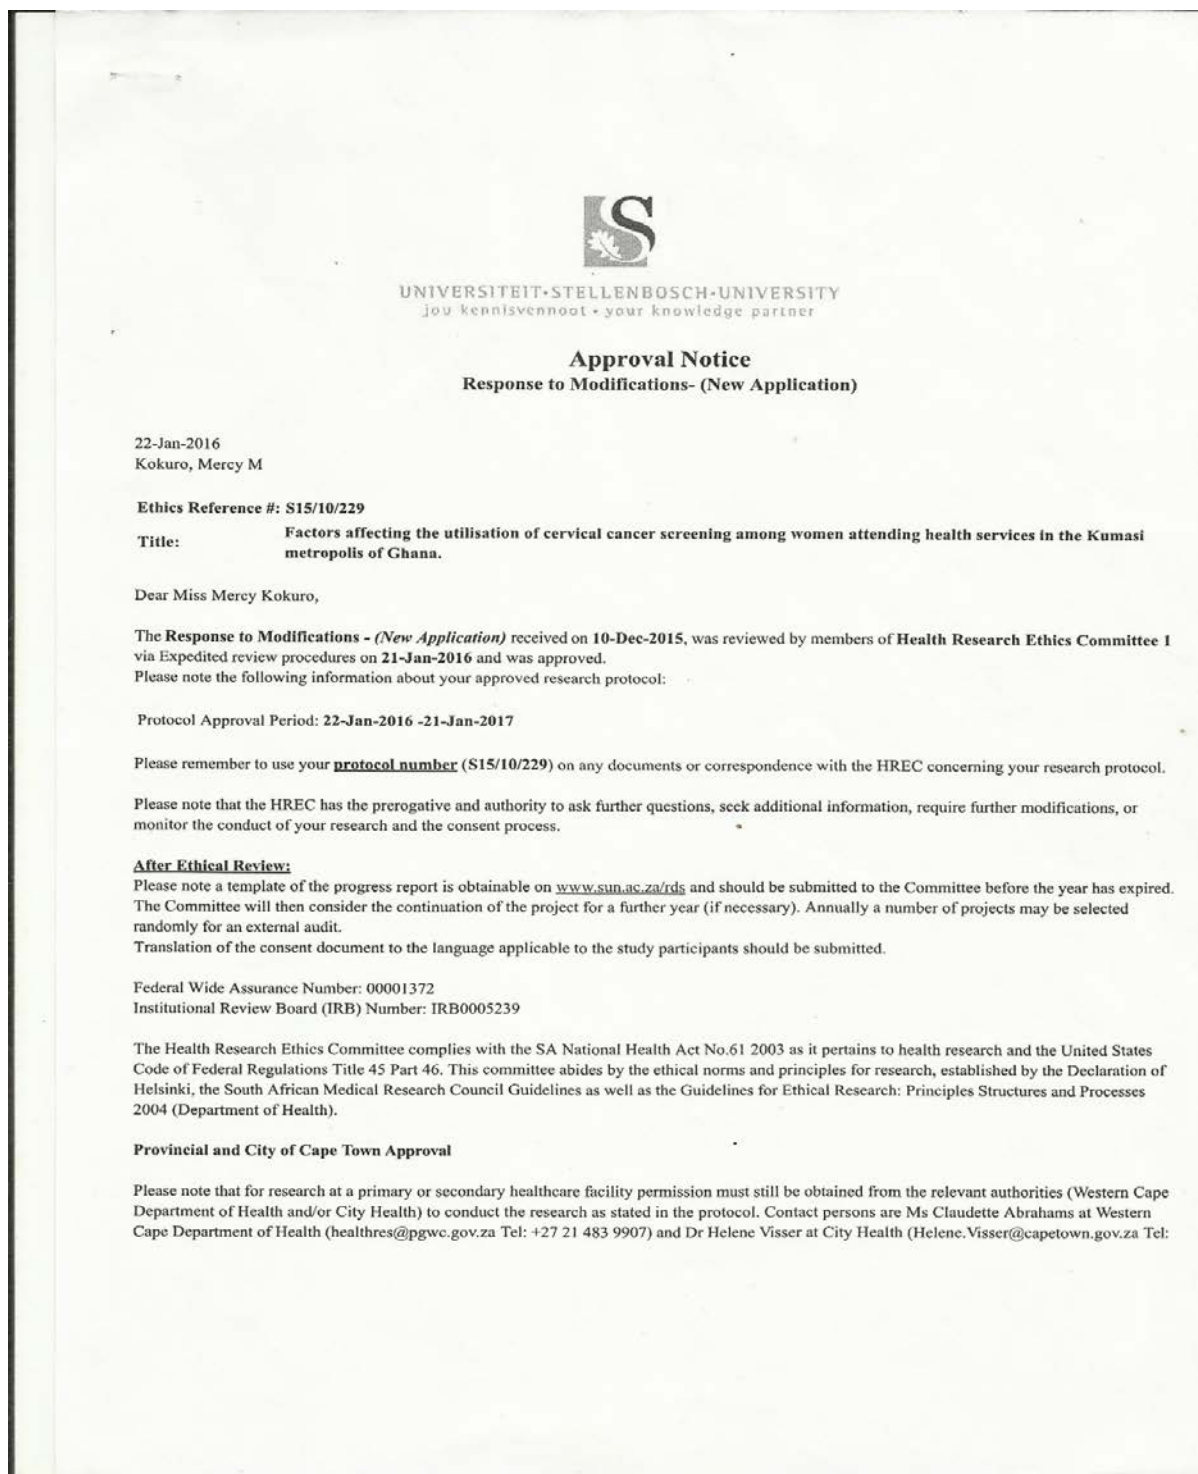 UNIVERSITEIT•STELLENBOSCH•UNIVERSITY
jou kennisvennoot • your knowledge partner
Approval Notice
Response to Modifications- (New Application)
22-Jan-2016
Kokuro, Mercy M
Ethics Reference #: S15/10/229
Title: Factors affecting the utilisation of cervical cancer screening among women attending health services in the Kumasi
metropolis of Ghana.
Dear Miss Mercy Kokuro,
The Response to Modifications - (New Application) received on 10-Dec-2015, was reviewed by members of Health Research Ethics Committee 1
via Expedited review procedures on 21-Jan-2016 and was approved.
Please note the following information about your approved research protocol:
Protocol Approval Period: 22-Jan-2016 -21-Jan-2017
Please remember to use your protocol number (S15/10/229) on any documents or correspondence with the HREC concerning your research protocol.
Please note that the HREC has the prerogative and authority to ask further questions, seek additional information, require further modifications, or
monitor the conduct of your research and the consent process.
After Ethical Review:
Please note a template of the progress report is obtainable on www.sun.ac.za/rds and should be submitted to the Committee before the year has expired.
The Committee will then consider the continuation of the project for a further year (if necessary). Annually a number of projects may be selected
randomly for an external audit.
Translation of the consent document to the language applicable to the study participants should be submitted.
Federal Wide Assurance Number: 00001372
Institutional Review Board (IRB) Number: IRB0005239
The Health Research Ethics Committee complies with the SA National Health Act No.61 2003 as it pertains to health research and the United States
Code of Federal Regulations Title 45 Part 46. This committee abides by the ethical norms and principles for research, established by the Declaration of
Helsinki, the South African Medical Research Council Guidelines as well as the Guidelines for Ethical Research: Principles Structures and Processes
2004 (Department of Health).
Provincial and City of Cape Town Approval
Please note that for research at a primary or secondary healthcare facility permission must still be obtained from the relevant authorities (Western Cape
Department of Health and/or City Health) to conduct the research as stated in the protocol. Contact persons are Ms Claudette Abrahams at Western
Cape Department of Health (healthres@pgwc.gov.za Tel: +27 21 483 9907) and Dr Helene Visser at City Health (Helene.Visser@capetown.gov.za Tel: